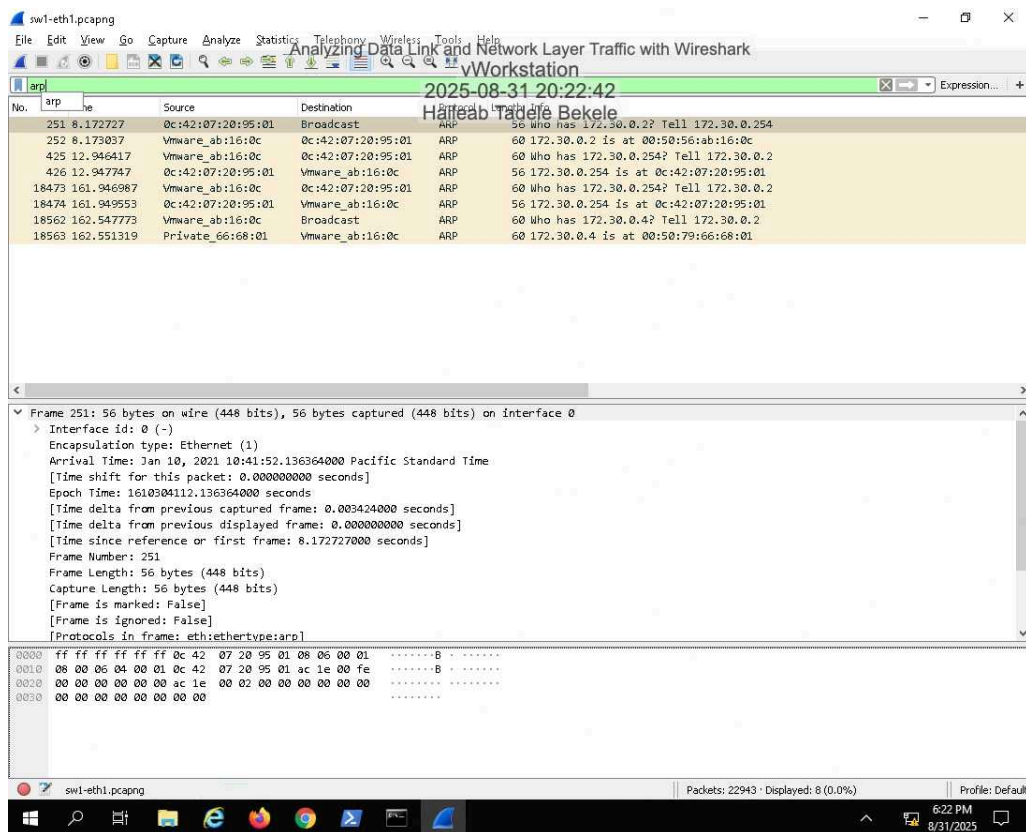 sw1-eth1.pcapng
File Edit View Go Capture Analyze Statistics Telephony Wireless Tools Help
Analyzing Data Link and Network Layer Traffic with Wireshark
vWorkstation
2025-08-31 20:22:42
arp Expression... +
arp
No. Source Destination Protocol Length Info
251 8.172727 0c:42:07:20:95:01 Broadcast ARP 56 Who has 172.30.0.2? Tell 172.30.0.254
252 8.173037 Vmware_ab:16:0c 0c:42:07:20:95:01 ARP 60 172.30.0.2 is at 00:50:56:ab:16:0c
425 12.946417 Vmware_ab:16:0c 0c:42:07:20:95:01 ARP 60 Who has 172.30.0.254? Tell 172.30.0.2
426 12.947747 0c:42:07:20:95:01 Vmware_ab:16:0c ARP 56 172.30.0.254 is at 0c:42:07:20:95:01
18473 161.946987 Vmware_ab:16:0c 0c:42:07:20:95:01 ARP 60 Who has 172.30.0.254? Tell 172.30.0.2
18474 161.949553 0c:42:07:20:95:01 Vmware_ab:16:0c ARP 56 172.30.0.254 is at 0c:42:07:20:95:01
18562 162.547773 Vmware_ab:16:0c Broadcast ARP 60 Who has 172.30.0.4? Tell 172.30.0.2
18563 162.551319 Private_66:68:01 Vmware_ab:16:0c ARP 60 172.30.0.4 is at 00:50:79:66:68:01
Frame 251: 56 bytes on wire (448 bits), 56 bytes captured (448 bits) on interface 0
Interface id: 0 (-)
Encapsulation type: Ethernet (1)
Arrival Time: Jan 10, 2021 10:41:52.136364000 Pacific Standard Time
[Time shift for this packet: 0.000000000 seconds]
Epoch Time: 1610304112.136364000 seconds
[Time delta from previous captured frame: 0.003424000 seconds]
[Time delta from previous displayed frame: 0.000000000 seconds]
[Time since reference or first frame: 8.172727000 seconds]
Frame Number: 251
Frame Length: 56 bytes (448 bits)
Capture Length: 56 bytes (448 bits)
[Frame is marked: False]
[Frame is ignored: False]
[Protocols in frame: eth:ethertype:arp]
0000 ff ff ff ff ff ff 0c 42 07 20 95 01 08 06 00 01 .......B . ......
0010 08 00 06 04 00 01 0c 42 07 20 95 01 ac 1e 00 fe .......B . ......
0020 00 00 00 00 00 00 ac 1e 00 02 00 00 00 00 00 00 ........ ........
0030 00 00 00 00 00 00 00 00 ........
sw1-eth1.pcapng Packets: 22943 · Displayed: 8 (0.0%) Profile: Default
6:22 PM
8/31/2025